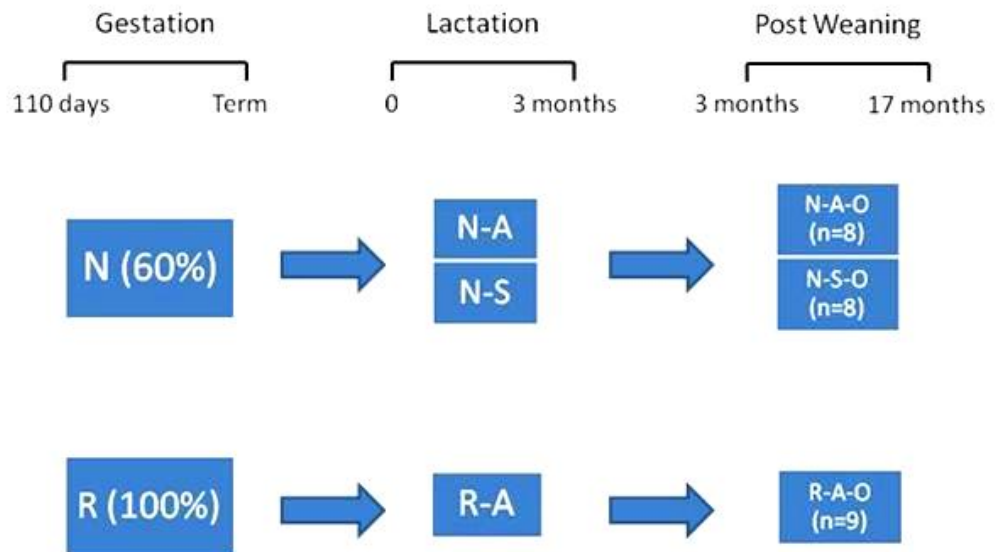 Gestation
Lactation
Post Weaning
110 days
Term
0
3 months
3 months
17 months
N (60%)
N-A
N-S
N-A-O
(n=8)
N-S-O
(n=8)
R (100%)
R-A
R-A-O
(n=9)